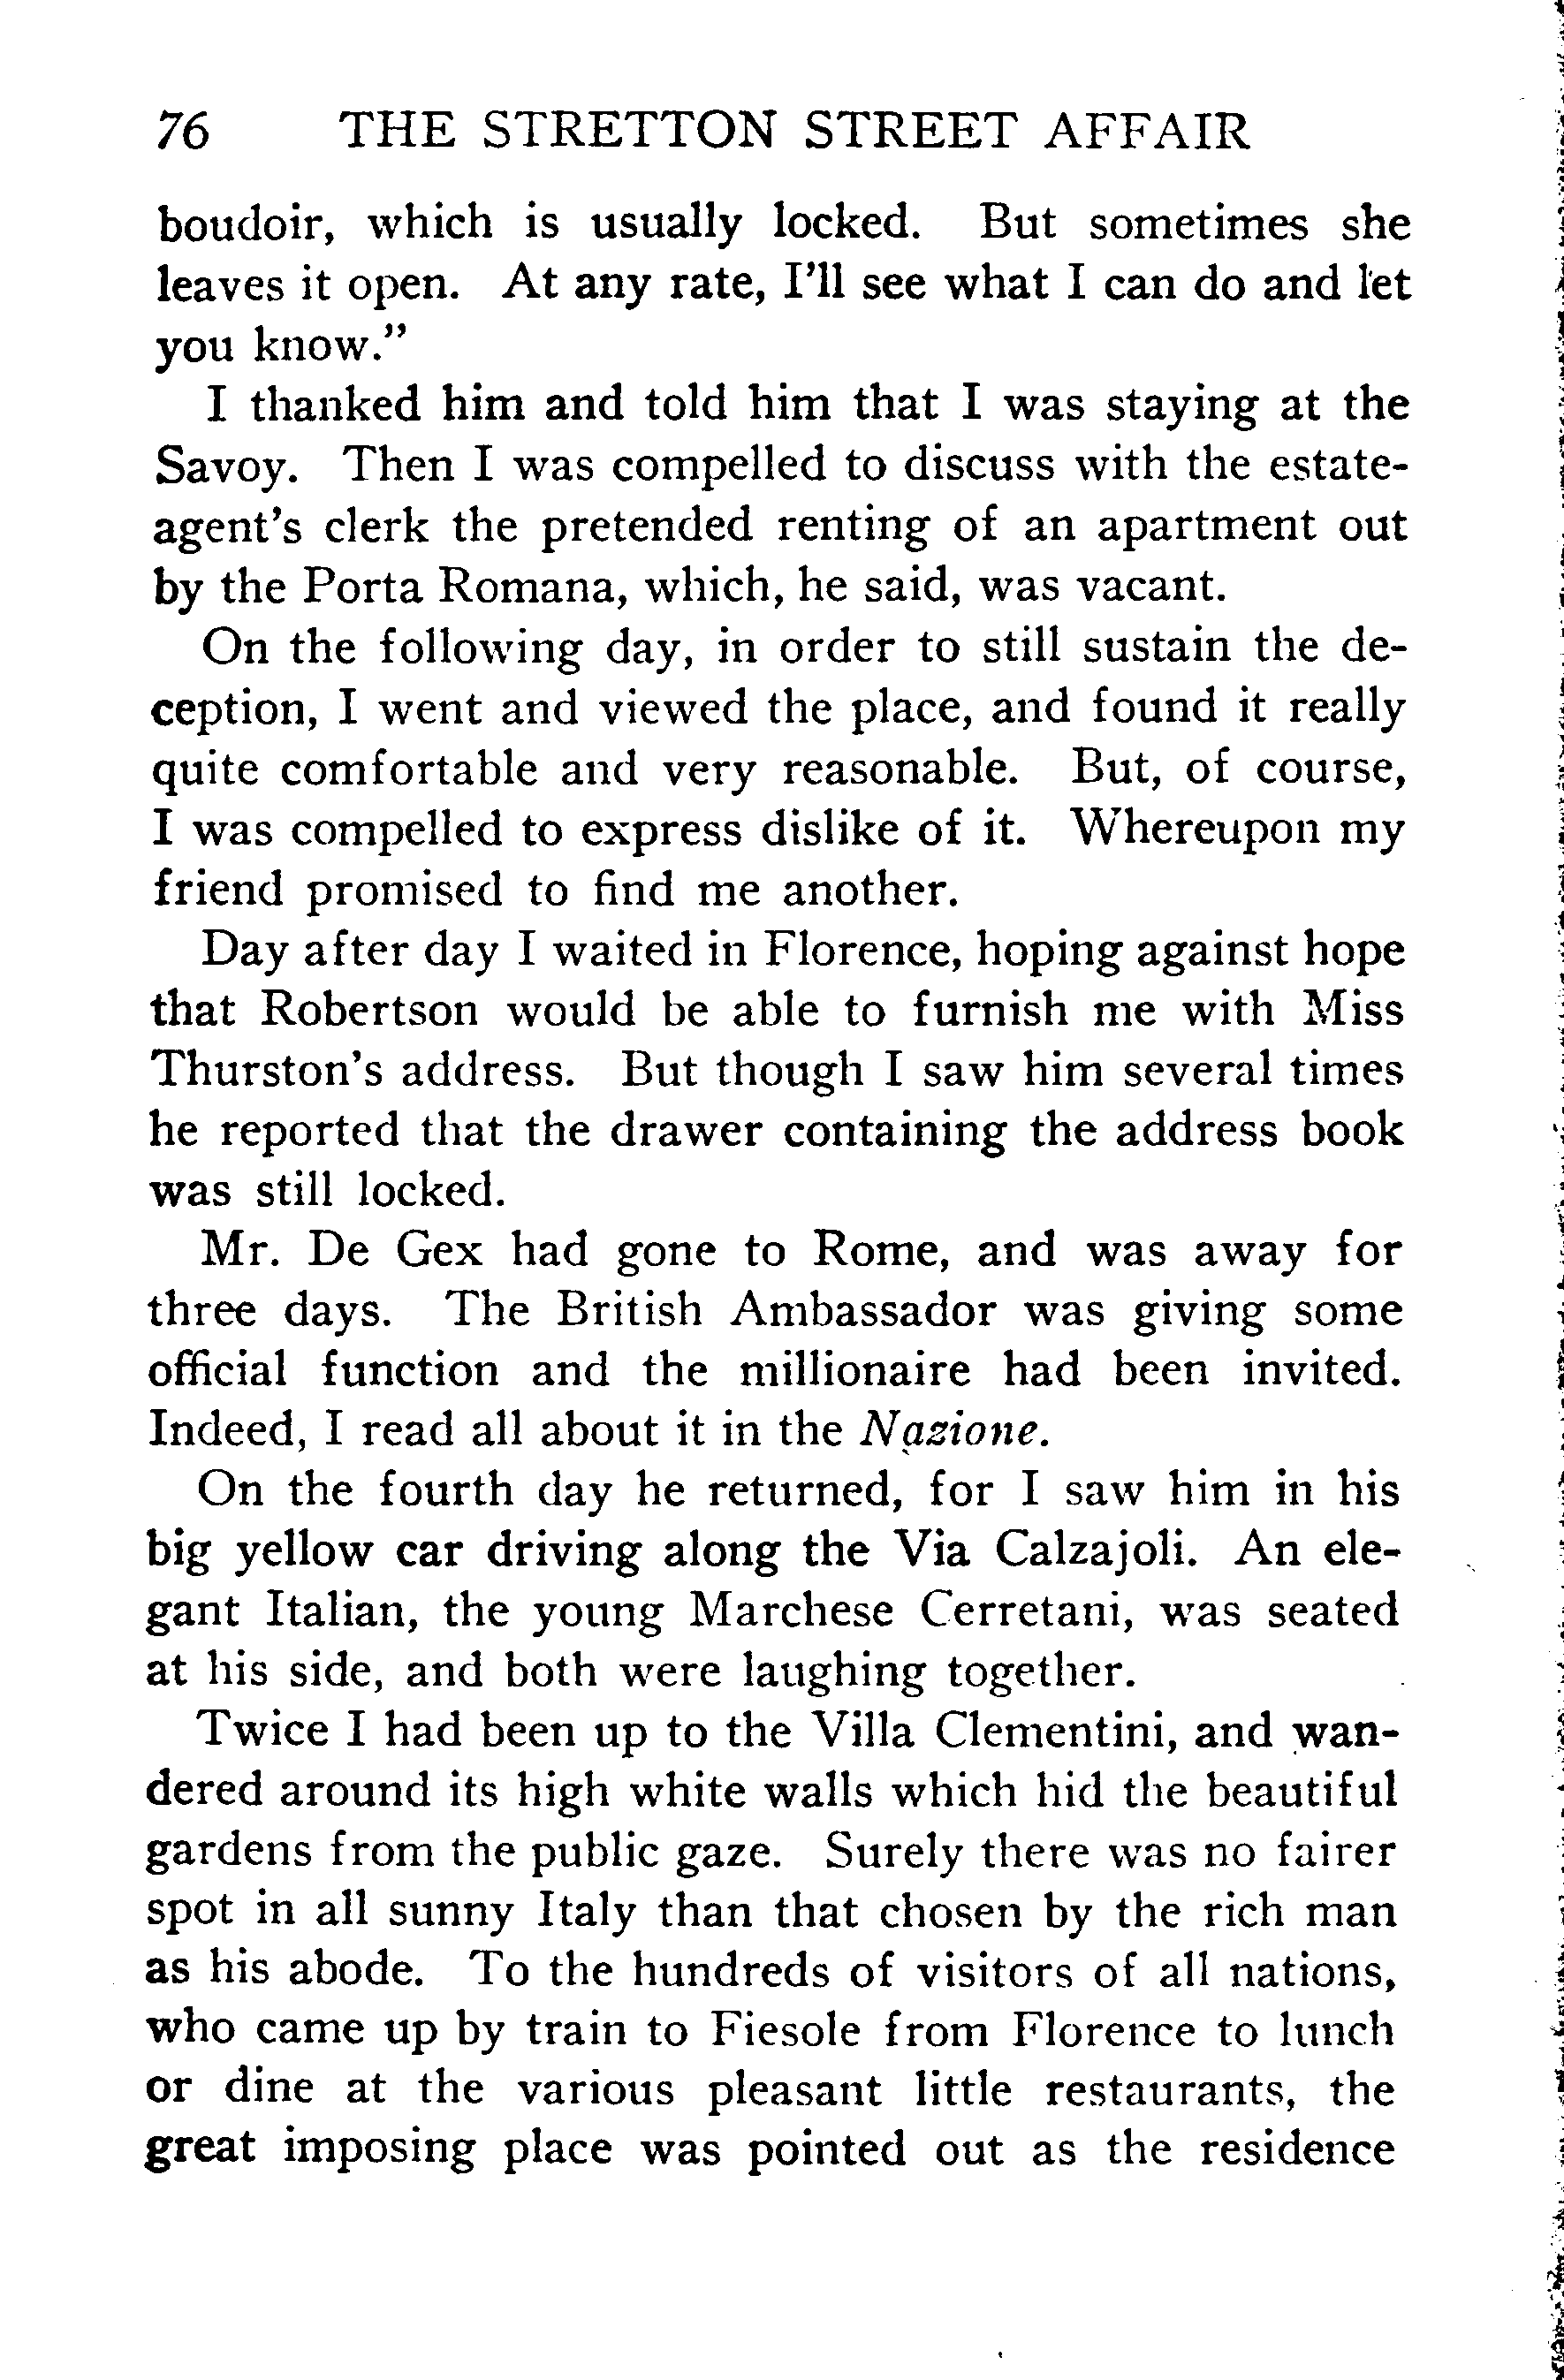 76 THE STRETTON STREET AFFAIR
boudoir, which is usually locked. But sometimes she
leaves it open. At any rate, I'll see what I can do and let
you know."
I thanked him and told him that I was staying at the
Savoy. Then I was compelled to discuss with the estate-
agent's clerk the pretended renting of an apartment out
by the Porta Romana, which, he said, was vacant.
On the following day, in order to still sustain the de-
ception, I went and viewed the place, and found it really
quite comfortable and very reasonable. But, of course,
I was compelled to express dislike of it. Whereupon my
friend promised to find me another.
Day after day I waited in Florence, hoping against hope
that Robertson would be able to furnish me with Miss
Thurston's address. But though I saw him several times
he reported that the drawer containing the address book
was still locked.
Mr. De Gex had gone to Rome, and was away for
three days. The British Ambassador was giving some
official function and the millionaire had been invited.
Indeed, I read all about it in the Nazione.
On the fourth day he returned, for I saw him in his
big yellow car driving along the Via Calzajoli. An ele-
gant Italian, the young Marchese Cerretani, was seated
at his side, and both were laughing together.
Twice I had been up to the Villa Clementini, and wan-
dered around its high white walls which hid the beautiful
gardens from the public gaze. Surely there was no fairer
spot in all sunny Italy than that chosen by the rich man
as his abode. To the hundreds of visitors of all nations,
who came up by train to Fiesole from Florence to lunch
or dine at the various pleasant little restaurants, the
great imposing place was pointed out as the residence